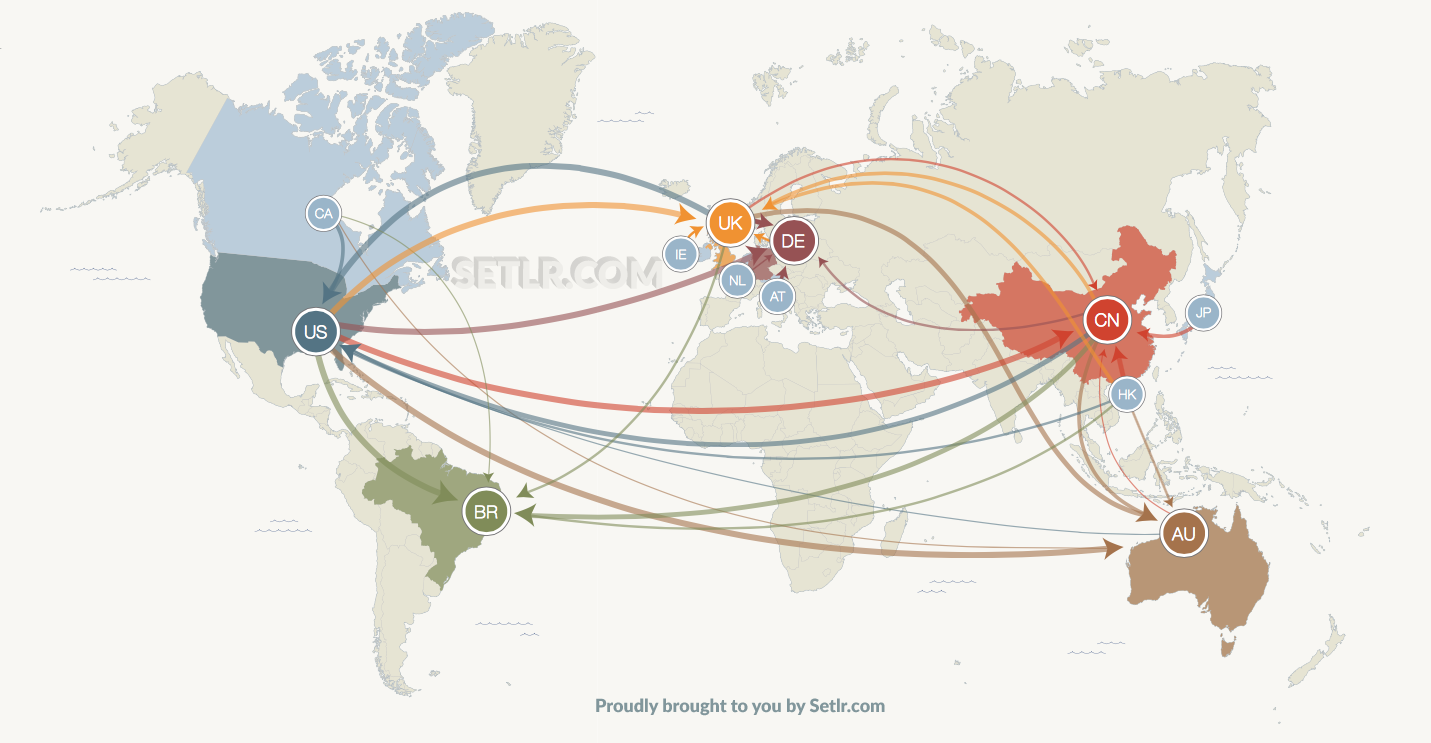 CA
UK
DE
IE
NL
AT
SETLR.COM
US
CN
JP
HK
BR
AU
Proudly brought to you by Setlr.com